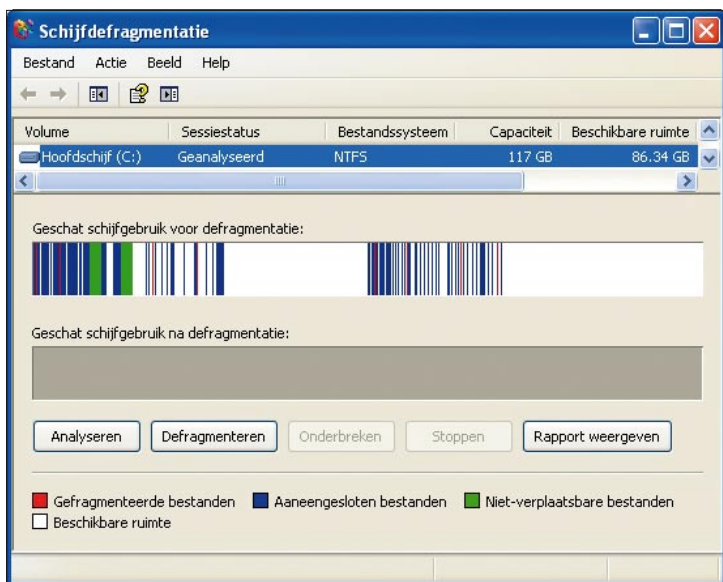 Schijfdefragmentatie
Bestand Actie Beeld Help
Volume Sessiestatus Bestandssysteem Capaciteit Beschikbare ruimte
Hoofdschijf (C:) Geanalyseerd NTFS 117 GB 86.34 GB
Geschat schijfgebruik voor defragmentatie:
Geschat schijfgebruik na defragmentatie:
Analyseren Defragmenteren Onderbreken Stoppen Rapport weergeven
Gefragmenteerde bestanden Aaneengesloten bestanden Niet-verplaatsbare bestanden
Beschikbare ruimte